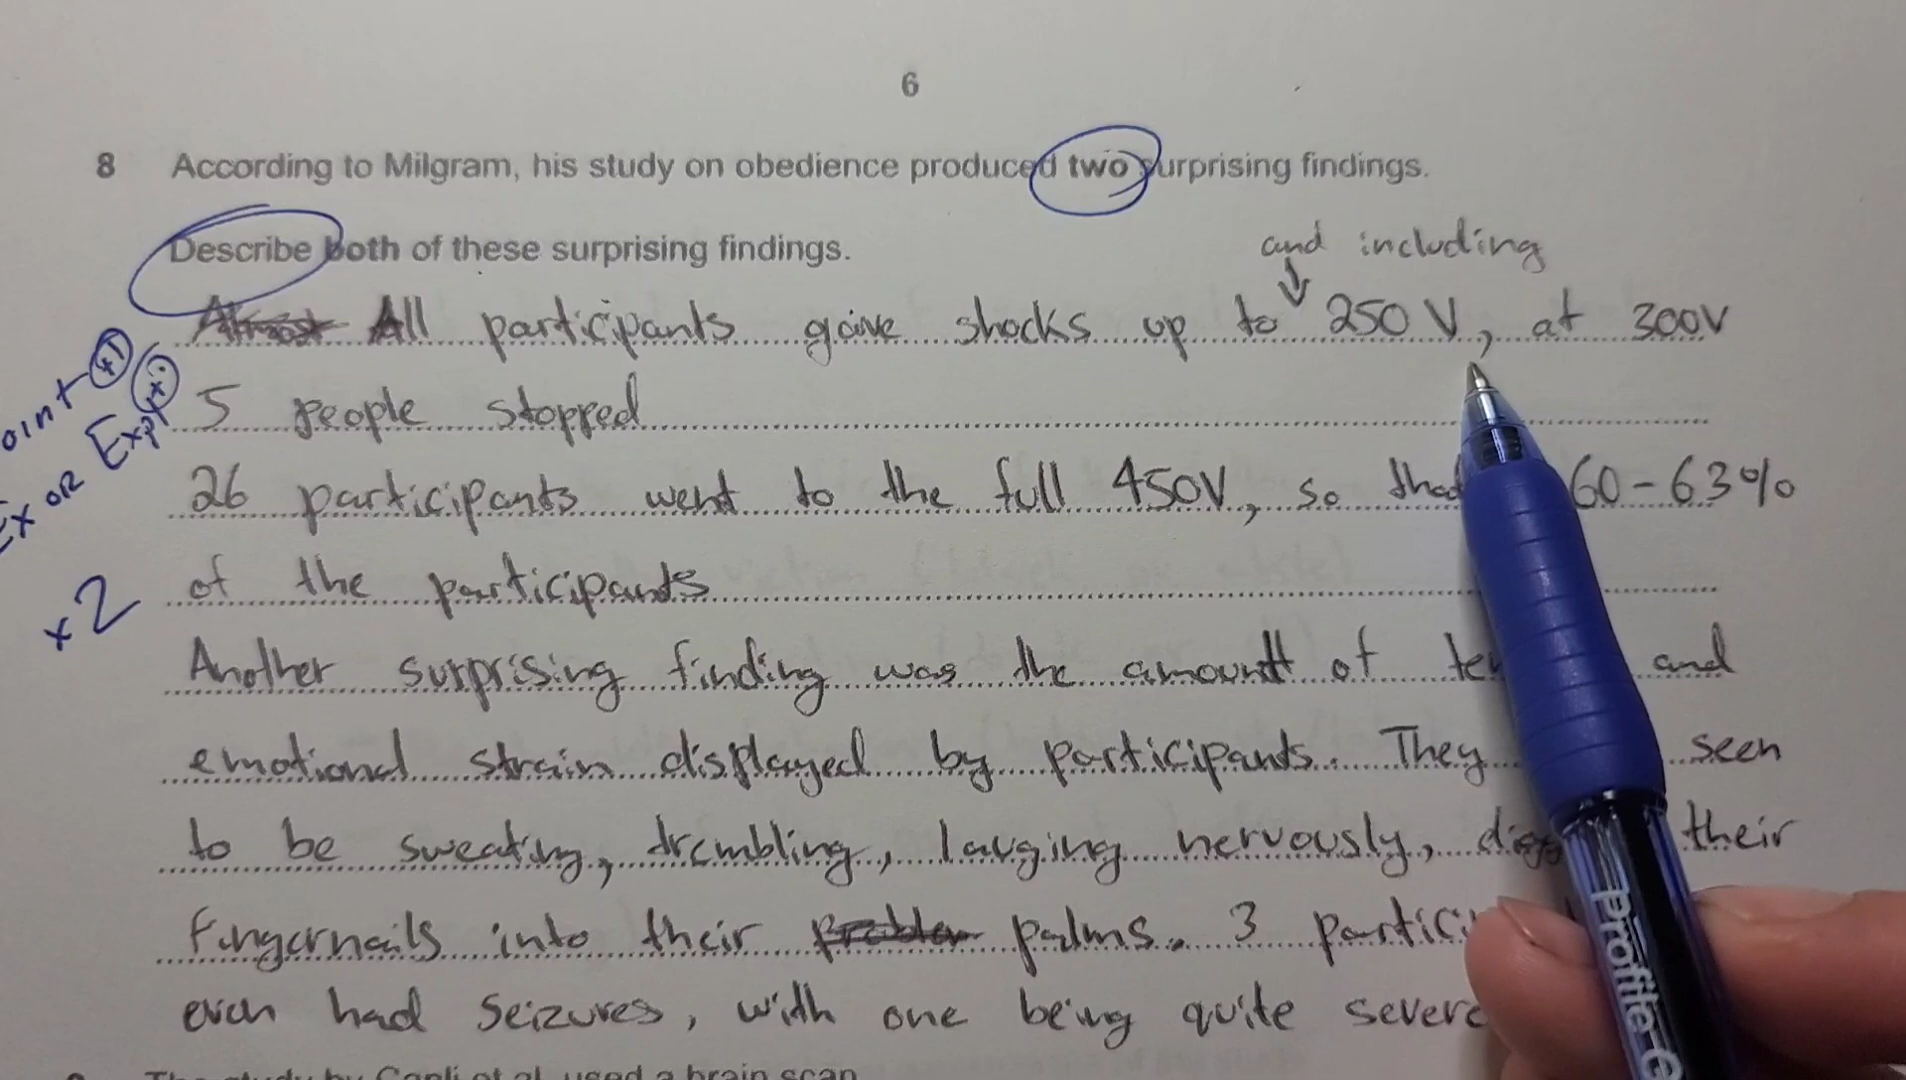 6
8 According to Milgram, his study on obedience produced two surprising findings.
Describe both of these surprising findings.
and including
All participants gave shocks up to 250 V, at 300V
5 people stopped
26 participants went to the full 450V, so 60-63%
of the participants
Another surprising finding was the amount of and
emotional strain displayed by participants. They seen
to be sweating, trembling, lauging nervously, their
fingernails into their palms. 3
even had seizures, with one being quite severe
oint +1
Ex OR Expl +1
x2
Profile